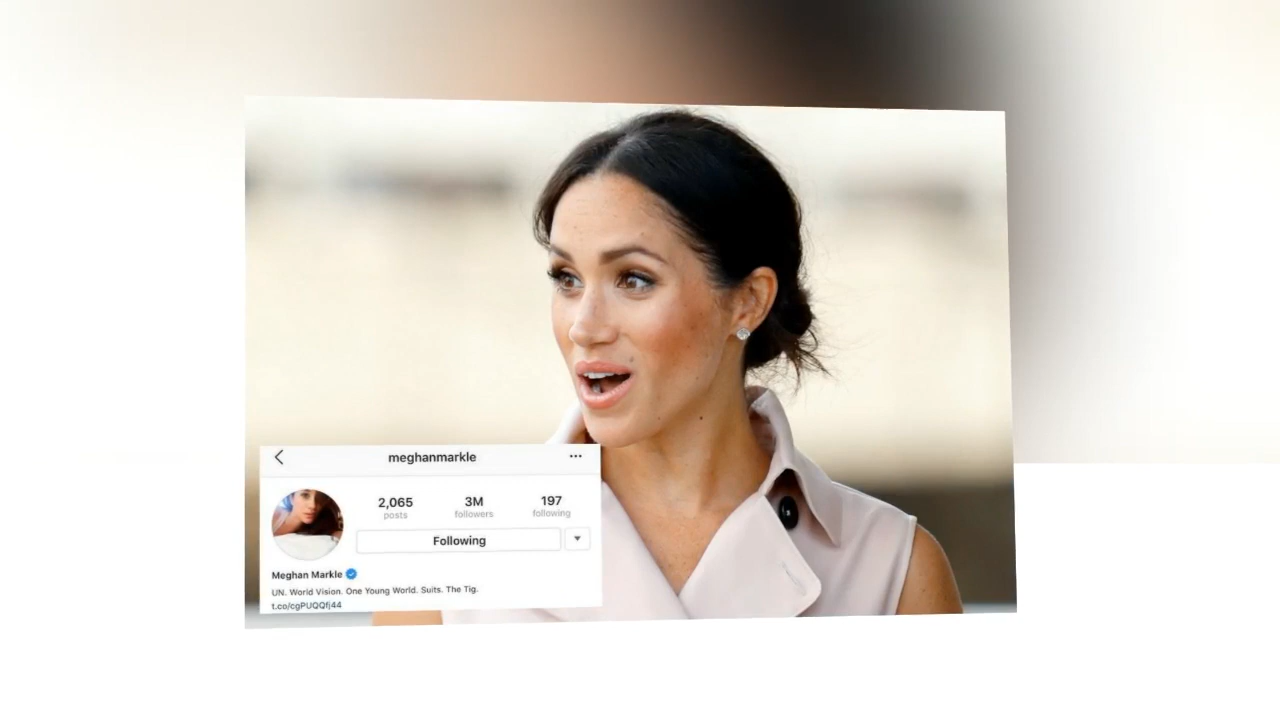 meghanmarkle
2,065 3M 197
posts followers following
Following
Meghan Markle
UN. World Vision. One Young World. Suits. The Tig.
t.co/cgPUQQfj44